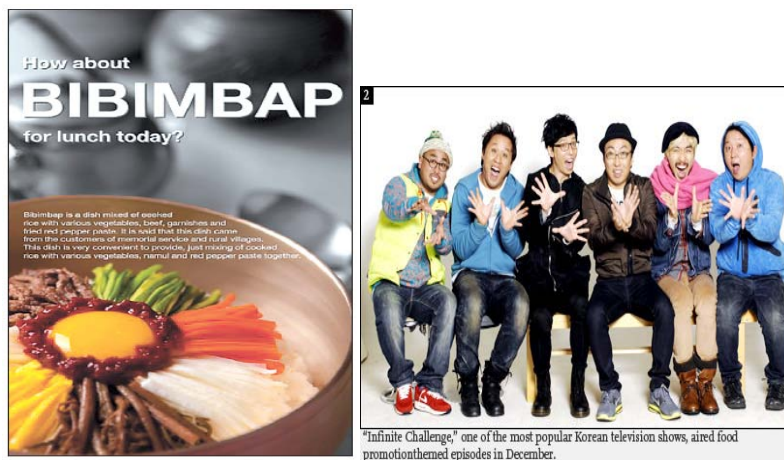 How about
BIBIMBAP
for lunch today?
Bibimbap is a dish mixed of cooked
rice with various vegetables, beef, garnishes and
fried red pepper paste. It is said that this dish came
from the customers of memorial service and rural villages.
This dish is very convenient to provide, just mixing of cooked
rice with various vegetables, namul and red pepper paste together.
2
“Infinite Challenge,” one of the most popular Korean television shows, aired food
promotionthemed episodes in December.